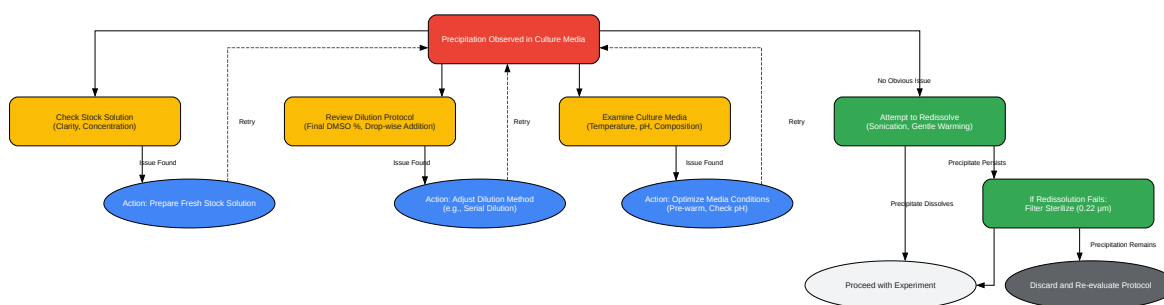 Precipitation Observed in Culture Media
No Obvious Issue
Check Stock Solution
(Clarity, Concentration)
Retry
Review Dilution Protocol
(Final DMSO %, Drop-wise Addition)
Retry
Examine Culture Media
(Temperature, pH, Composition)
Retry
Attempt to Redissolve
(Sonication, Gentle Warming)
Issue Found
Issue Found
Issue Found
Precipitate Persists
Action: Prepare Fresh Stock Solution
Action: Adjust Dilution Method
(e.g., Serial Dilution)
Action: Optimize Media Conditions
(Pre-warm, Check pH)
Precipitate Dissolves
If Redissolution Fails:
Filter Sterilize (0.22 µm)
Precipitation Remains
Proceed with Experiment
Discard and Re-evaluate Protocol